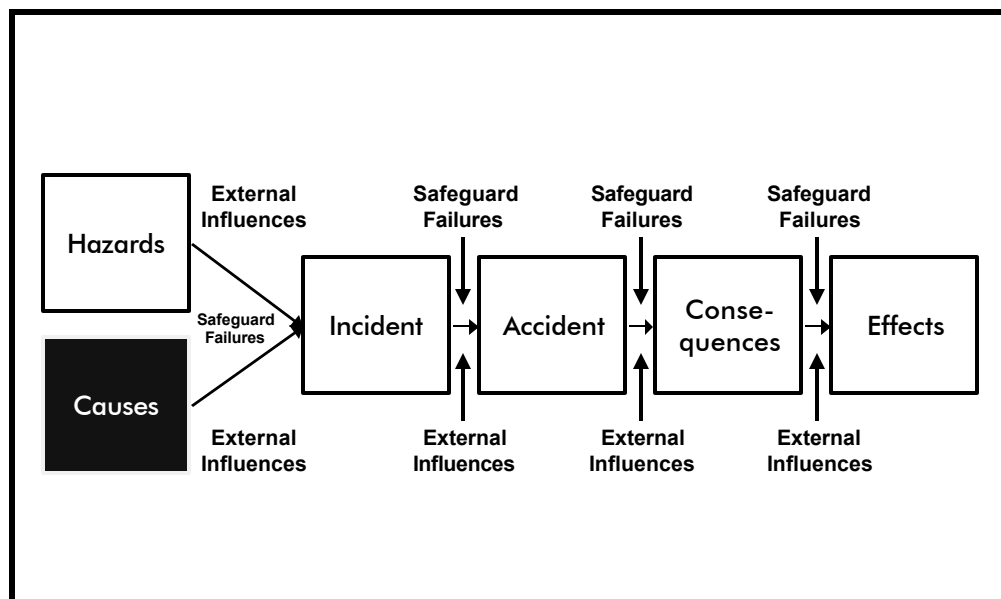 Hazards
External
Influences
Safeguard
Failures
Causes
External
Influences
Incident
Safeguard
Failures
External
Influences
Accident
Safeguard
Failures
External
Influences
Conse-
quences
Safeguard
Failures
External
Influences
Effects